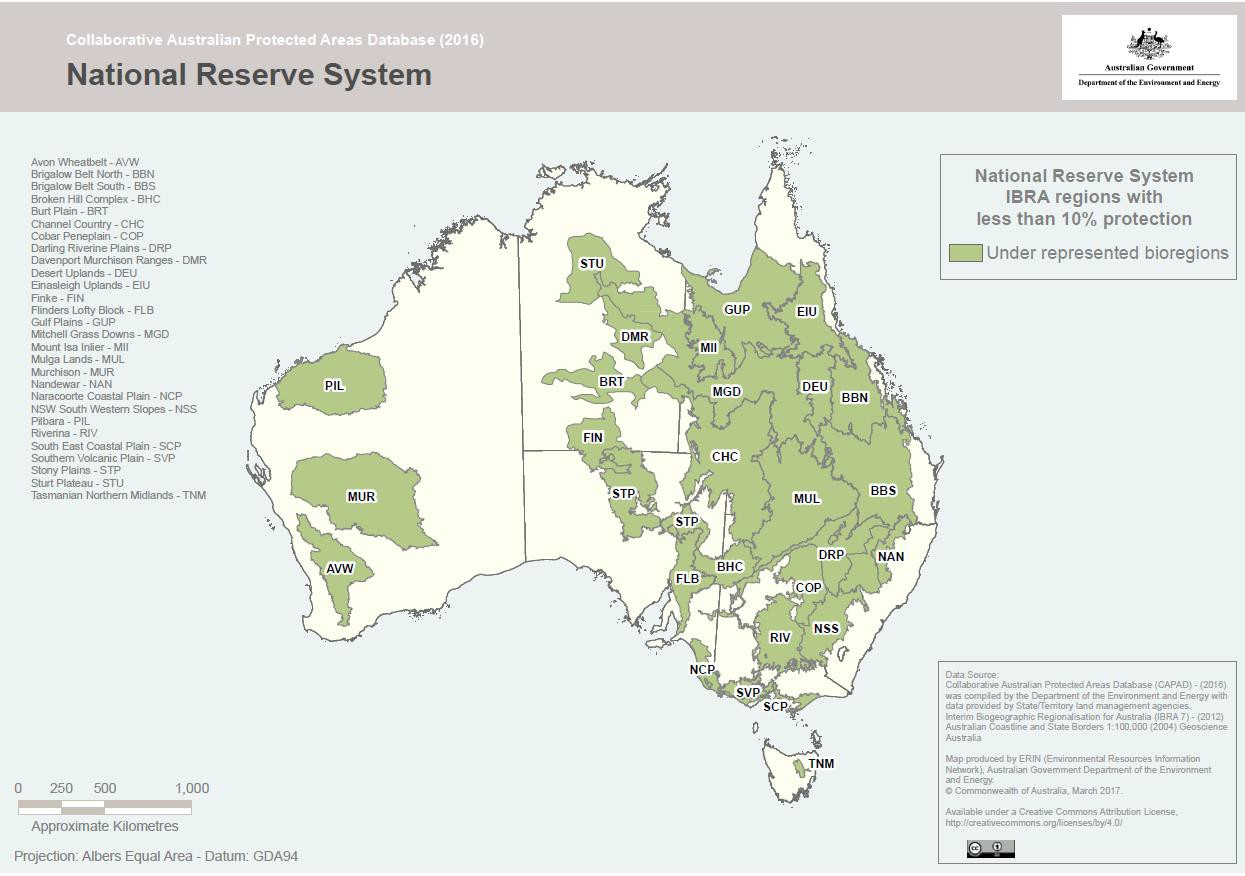 Collaborative Australian Protected Areas Database (2016)
National Reserve System
Australian Government
Department of the Environment and Energy
Avon Wheatbelt - AVW
Brigalow Belt North - BBN
Brigalow Belt South - BBS
Broken Hill Complex - BHC
Burt Plain - BRT
Channel Country - CHC
Cobar Peneplain - COP
Darling Riverine Plains - DRP
Davenport Murchison Ranges - DMR
Desert Uplands - DEU
Einasleigh Uplands - EIU
Finke - FIN
Flinders Lofty Block - FLB
Gulf Plains - GUP
Mitchell Grass Downs - MGD
Mount Isa Inlier - MII
Mulga Lands - MUL
Murchison - MUR
Nandewar - NAN
Naracoorte Coastal Plain - NCP
NSW South Western Slopes - NSS
Pilbara - PIL
Riverina - RIV
South East Coastal Plain - SCP
Southern Volcanic Plain - SVP
Stony Plains - STP
Sturt Plateau - STU
Tasmanian Northern Midlands - TNM
National Reserve System
IBRA regions with
less than 10% protection
Under represented bioregions
STU
GUP
EIU
DMR
MII
PIL
BRT
MGD
DEU
BBN
FIN
CHC
MUR
STP
MUL
BBS
STP
AVW
FLB
BHC
DRP
NAN
COP
RIV
NSS
NCP
SVP
SCP
TNM
0 250 500 1,000
Approximate Kilometres
Projection: Albers Equal Area - Datum: GDA94
Data Source:
Collaborative Australian Protected Areas Database (CAPAD) - (2016)
was compiled by the Department of the Environment and Energy with
data provided by State/Territory land management agencies.
Interim Biogeographic Regionalisation for Australia (IBRA 7) - (2012)
Australian Coastline and State Borders 1:100,000 (2004) Geoscience
Australia
Map produced by ERIN (Environmental Resources Information
Network), Australian Government Department of the Environment
and Energy.
© Commonwealth of Australia, March 2017.
Available under a Creative Commons Attribution License,
http://creativecommons.org/licenses/by/4.0/
cc